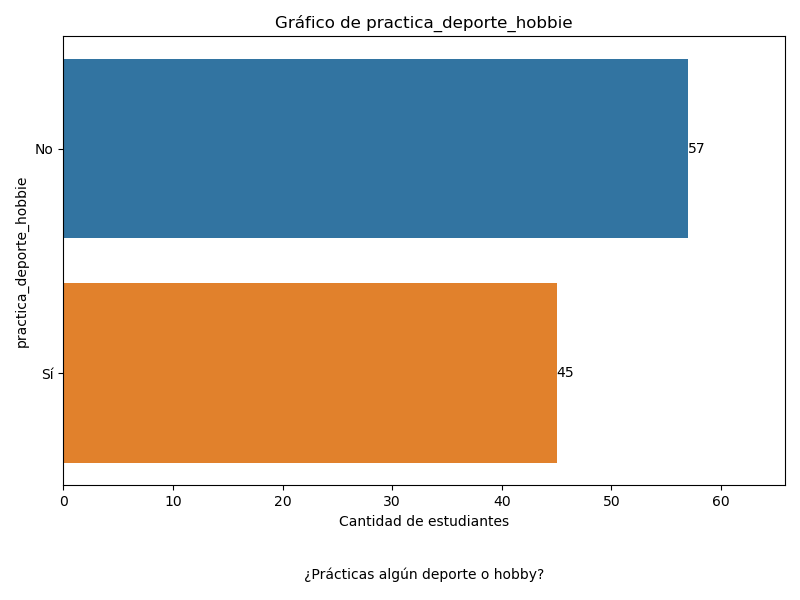 Gráfico de practica_deporte_hobbie
practica_deporte_hobbie
No
57
Sí
45
0 10 20 30 40 50 60
Cantidad de estudiantes
¿Prácticas algún deporte o hobby?